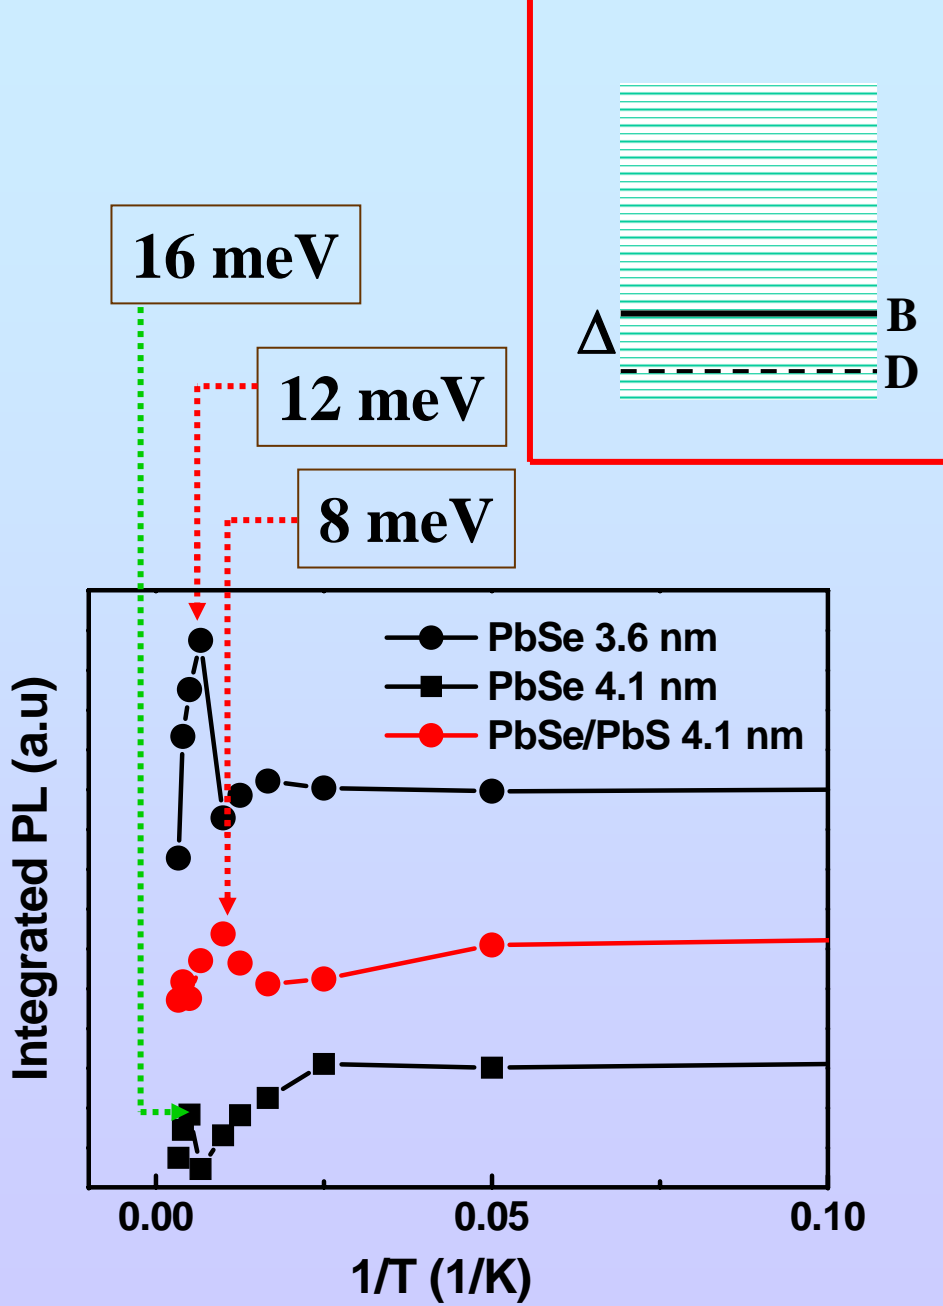 B
Δ
D
16 meV
12 meV
8 meV
PbSe 3.6 nm
PbSe 4.1 nm
PbSe/PbS 4.1 nm
Integrated PL (a.u)
0.00
0.05
0.10
1/T (1/K)